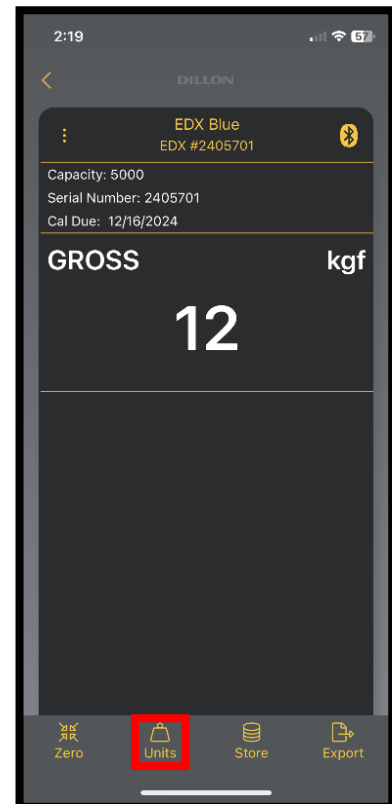 2:19
57
DILLON
EDX Blue
EDX #2405701
Capacity: 5000
Serial Number: 2405701
Cal Due: 12/16/2024
GROSS kgf
12
Zero Units Store Export